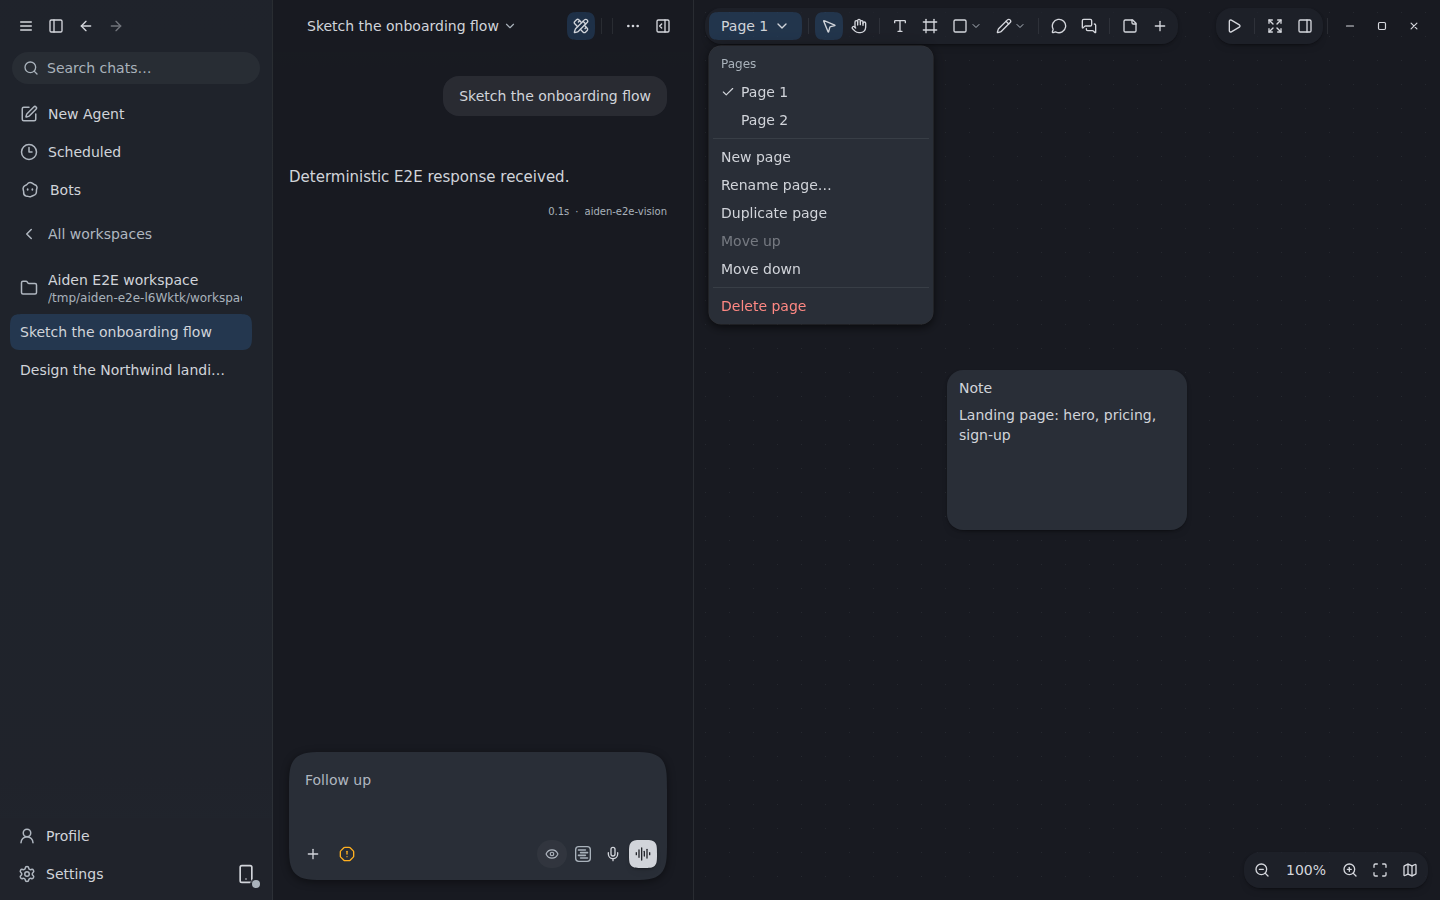 Search chats…
New Agent
Scheduled
Bots
All workspaces
Aiden E2E workspace
/tmp/aiden-e2e-l6Wktk/workspac
Sketch the onboarding flow
Design the Northwind landi…
Profile
Settings
Sketch the onboarding flow
Sketch the onboarding flow
Deterministic E2E response received.
0.1s · aiden-e2e-vision
Follow up
Page 1
Pages
Page 1
Page 2
New page
Rename page…
Duplicate page
Move up
Move down
Delete page
Note
Landing page: hero, pricing,
sign-up
100%